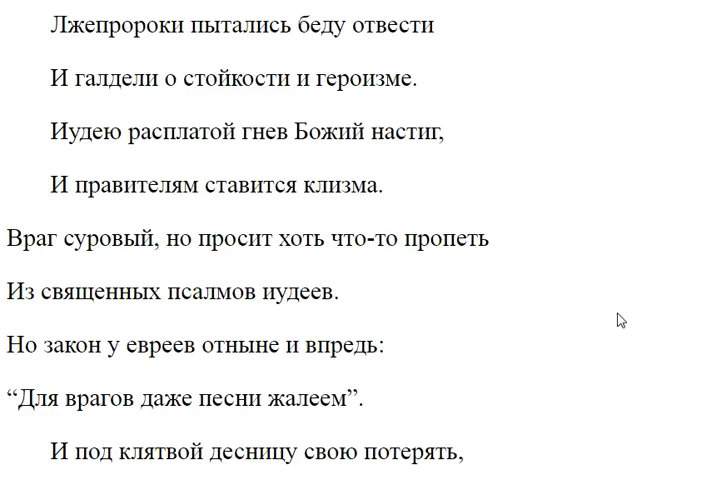 Лжепророки пытались беду отвести
И галдели о стойкости и героизме.
Иудею расплатой гнев Божий настиг,
И правителям ставится клизма.
Враг суровый, но просит хоть что-то пропеть
Из священных псалмов иудеев.
Но закон у евреев отныне и впредь:
“Для врагов даже песни жалеем”.
И под клятвой десницу свою потерять,